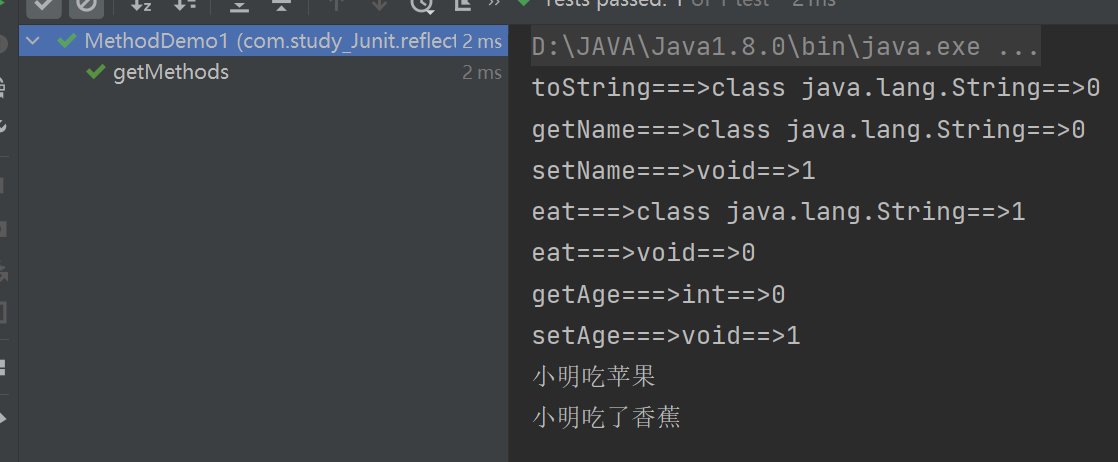 Tests passed: 1 of 1 test – 2 ms
MethodDemo1 (com.study_Junit.reflect 2 ms
getMethods 2 ms
D:\JAVA\Java1.8.0\bin\java.exe ...
toString===>class java.lang.String==>0
getName===>class java.lang.String==>0
setName===>void==>1
eat===>class java.lang.String==>1
eat===>void==>0
getAge===>int==>0
setAge===>void==>1
小明吃苹果
小明吃了香蕉